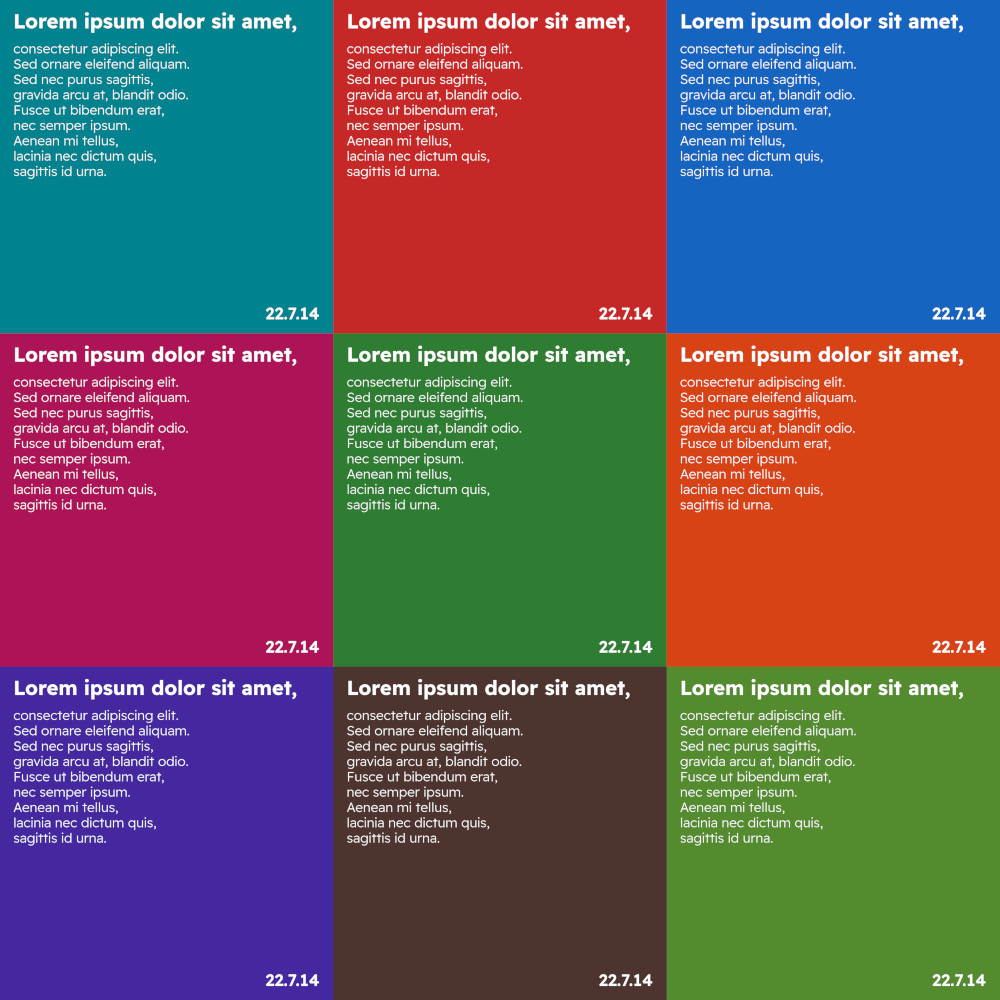 Lorem ipsum dolor sit amet,
consectetur adipiscing elit.
Sed ornare eleifend aliquam.
Sed nec purus sagittis,
gravida arcu at, blandit odio.
Fusce ut bibendum erat,
nec semper ipsum.
Aenean mi tellus,
lacinia nec dictum quis,
sagittis id urna.
22.7.14
Lorem ipsum dolor sit amet,
consectetur adipiscing elit.
Sed ornare eleifend aliquam.
Sed nec purus sagittis,
gravida arcu at, blandit odio.
Fusce ut bibendum erat,
nec semper ipsum.
Aenean mi tellus,
lacinia nec dictum quis,
sagittis id urna.
22.7.14
Lorem ipsum dolor sit amet,
consectetur adipiscing elit.
Sed ornare eleifend aliquam.
Sed nec purus sagittis,
gravida arcu at, blandit odio.
Fusce ut bibendum erat,
nec semper ipsum.
Aenean mi tellus,
lacinia nec dictum quis,
sagittis id urna.
22.7.14
Lorem ipsum dolor sit amet,
consectetur adipiscing elit.
Sed ornare eleifend aliquam.
Sed nec purus sagittis,
gravida arcu at, blandit odio.
Fusce ut bibendum erat,
nec semper ipsum.
Aenean mi tellus,
lacinia nec dictum quis,
sagittis id urna.
22.7.14
Lorem ipsum dolor sit amet,
consectetur adipiscing elit.
Sed ornare eleifend aliquam.
Sed nec purus sagittis,
gravida arcu at, blandit odio.
Fusce ut bibendum erat,
nec semper ipsum.
Aenean mi tellus,
lacinia nec dictum quis,
sagittis id urna.
22.7.14
Lorem ipsum dolor sit amet,
consectetur adipiscing elit.
Sed ornare eleifend aliquam.
Sed nec purus sagittis,
gravida arcu at, blandit odio.
Fusce ut bibendum erat,
nec semper ipsum.
Aenean mi tellus,
lacinia nec dictum quis,
sagittis id urna.
22.7.14
Lorem ipsum dolor sit amet,
consectetur adipiscing elit.
Sed ornare eleifend aliquam.
Sed nec purus sagittis,
gravida arcu at, blandit odio.
Fusce ut bibendum erat,
nec semper ipsum.
Aenean mi tellus,
lacinia nec dictum quis,
sagittis id urna.
22.7.14
Lorem ipsum dolor sit amet,
consectetur adipiscing elit.
Sed ornare eleifend aliquam.
Sed nec purus sagittis,
gravida arcu at, blandit odio.
Fusce ut bibendum erat,
nec semper ipsum.
Aenean mi tellus,
lacinia nec dictum quis,
sagittis id urna.
22.7.14
Lorem ipsum dolor sit amet,
consectetur adipiscing elit.
Sed ornare eleifend aliquam.
Sed nec purus sagittis,
gravida arcu at, blandit odio.
Fusce ut bibendum erat,
nec semper ipsum.
Aenean mi tellus,
lacinia nec dictum quis,
sagittis id urna.
22.7.14